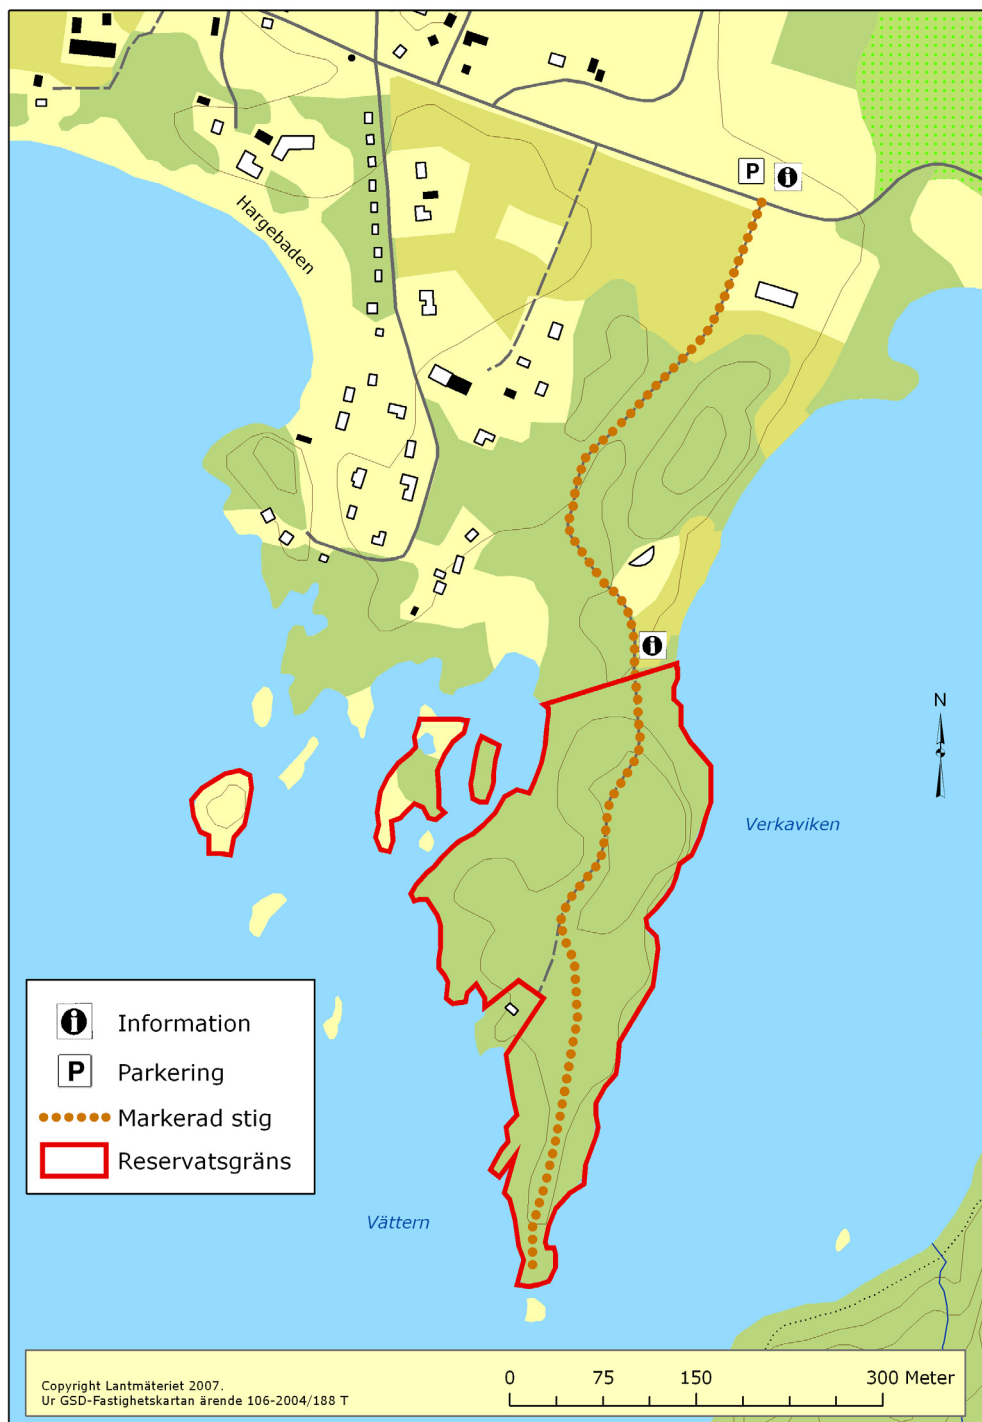 P
Hargebaden
N
Verkaviken
Information
P Parkering
Markerad stig
Reservatsgräns
Vättern
Copyright Lantmäteriet 2007.
Ur GSD-Fastighetskartan ärende 106-2004/188 T
0 75 150 300 Meter